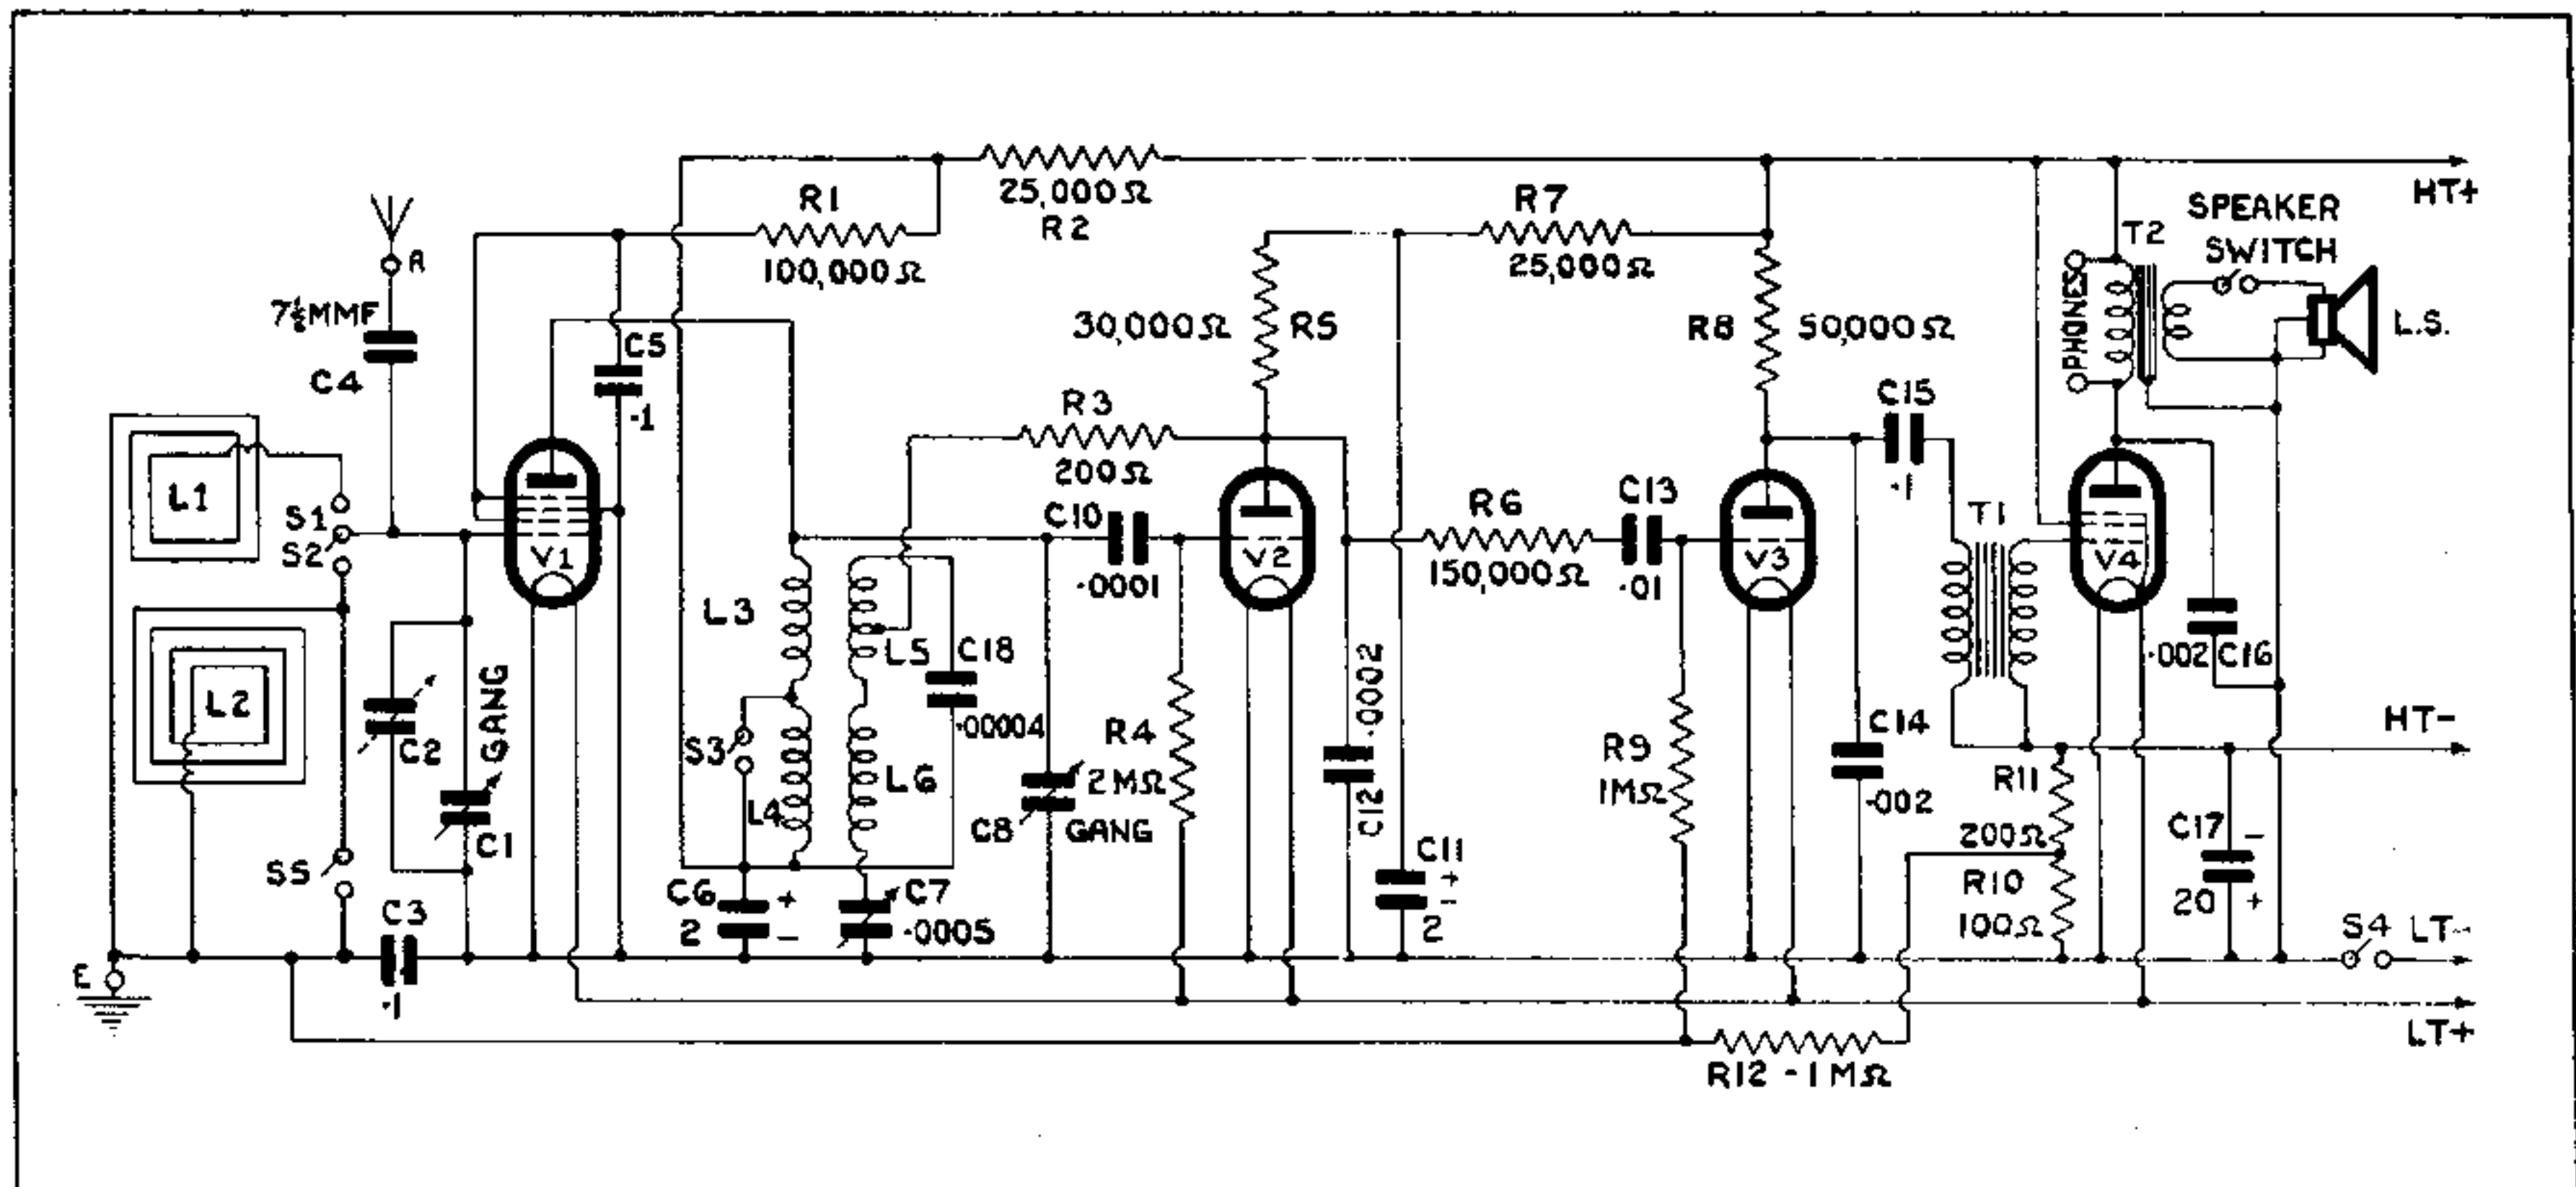 HT+
R1
100,000Ω
25,000Ω
R2
R7
25,000Ω
SPEAKER
SWITCH
T2
PHONES
L.S.
A
7½MMF
C4
C5
·1
30,000Ω
R5
R8
50,000Ω
R3
200Ω
C15
·1
L1
S1
S2
V1
C10
·0001
V2
R6
150,000Ω
C13
·01
V3
T1
V4
L2
C2
GANG
C1
L3
L5
C18
·00004
·0002
C12
·002
C16
S3
L4
L6
C8
GANG
R4
2MΩ
R9
1MΩ
C14
·002
HT-
R11
200Ω
R10
100Ω
C17
-
20
+
S5
C3
·1
C6
+
2
-
C7
·0005
C11
+
-
2
S4
LT-
E
LT+
R12 - 1MΩ